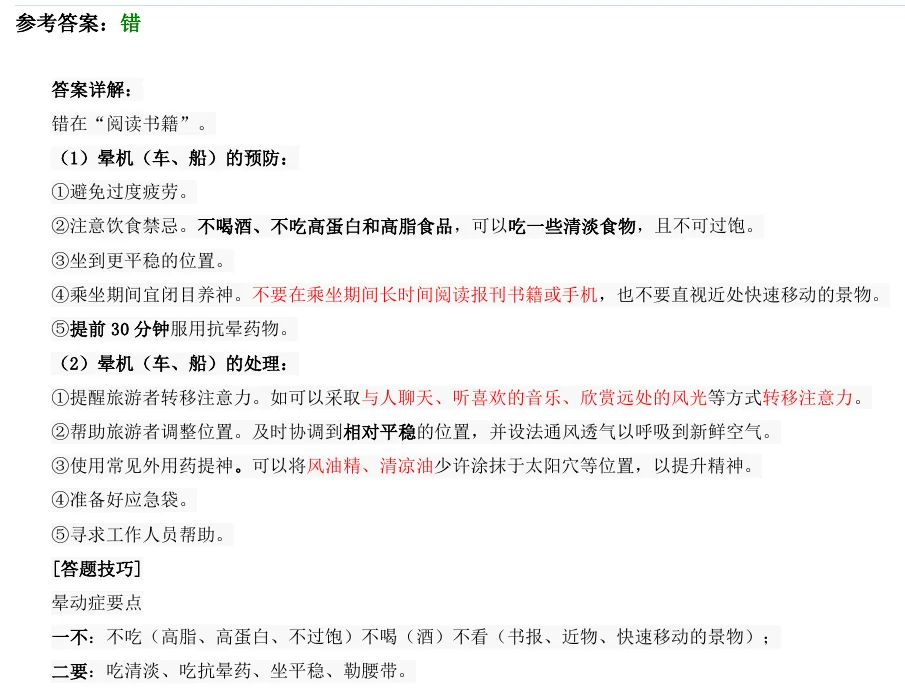 参考答案：错
答案详解：
错在“阅读书籍”。
（1）晕机（车、船）的预防：
①避免过度疲劳。
②注意饮食禁忌。不喝酒、不吃高蛋白和高脂食品，可以吃一些清淡食物，且不可过饱。
③坐到更平稳的位置。
④乘坐期间宜闭目养神。不要在乘坐期间长时间阅读报刊书籍或手机，也不要直视近处快速移动的景物。
⑤提前 30 分钟服用抗晕药物。
（2）晕机（车、船）的处理：
①提醒旅游者转移注意力。如可以采取与人聊天、听喜欢的音乐、欣赏远处的风光等方式转移注意力。
②帮助旅游者调整位置。及时协调到相对平稳的位置，并设法通风透气以呼吸到新鲜空气。
③使用常见外用药提神。可以将风油精、清凉油少许涂抹于太阳穴等位置，以提升精神。
④准备好应急袋。
⑤寻求工作人员帮助。
[答题技巧]
晕动症要点
一不：不吃（高脂、高蛋白、不过饱）不喝（酒）不看（书报、近物、快速移动的景物）；
二要：吃清淡、吃抗晕药、坐平稳、勒腰带。